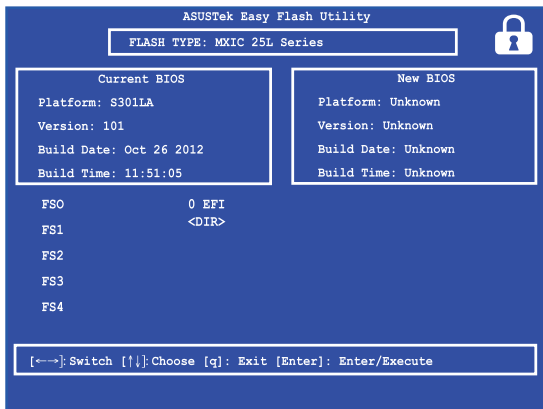 ASUSTek Easy Flash Utility
FLASH TYPE: MXIC 25L Series
Current BIOS
Platform: S301LA
Version: 101
Build Date: Oct 26 2012
Build Time: 11:51:05
New BIOS
Platform: Unknown
Version: Unknown
Build Date: Unknown
Build Time: Unknown
FSO 0 EFI
FS1 <DIR>
FS2
FS3
FS4
[←→]: Switch [↑↓]: Choose [q]: Exit [Enter]: Enter/Execute